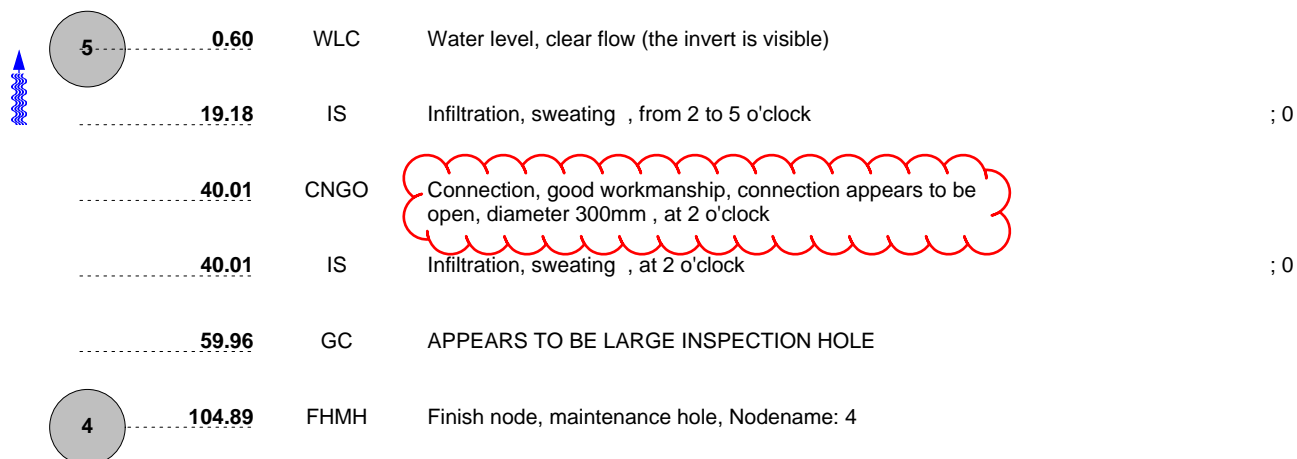 5 0.60 WLC Water level, clear flow (the invert is visible)
19.18 IS Infiltration, sweating , from 2 to 5 o'clock ; 0
40.01 CNGO Connection, good workmanship, connection appears to be
open, diameter 300mm , at 2 o'clock
40.01 IS Infiltration, sweating , at 2 o'clock ; 0
59.96 GC APPEARS TO BE LARGE INSPECTION HOLE
4 104.89 FHMH Finish node, maintenance hole, Nodename: 4